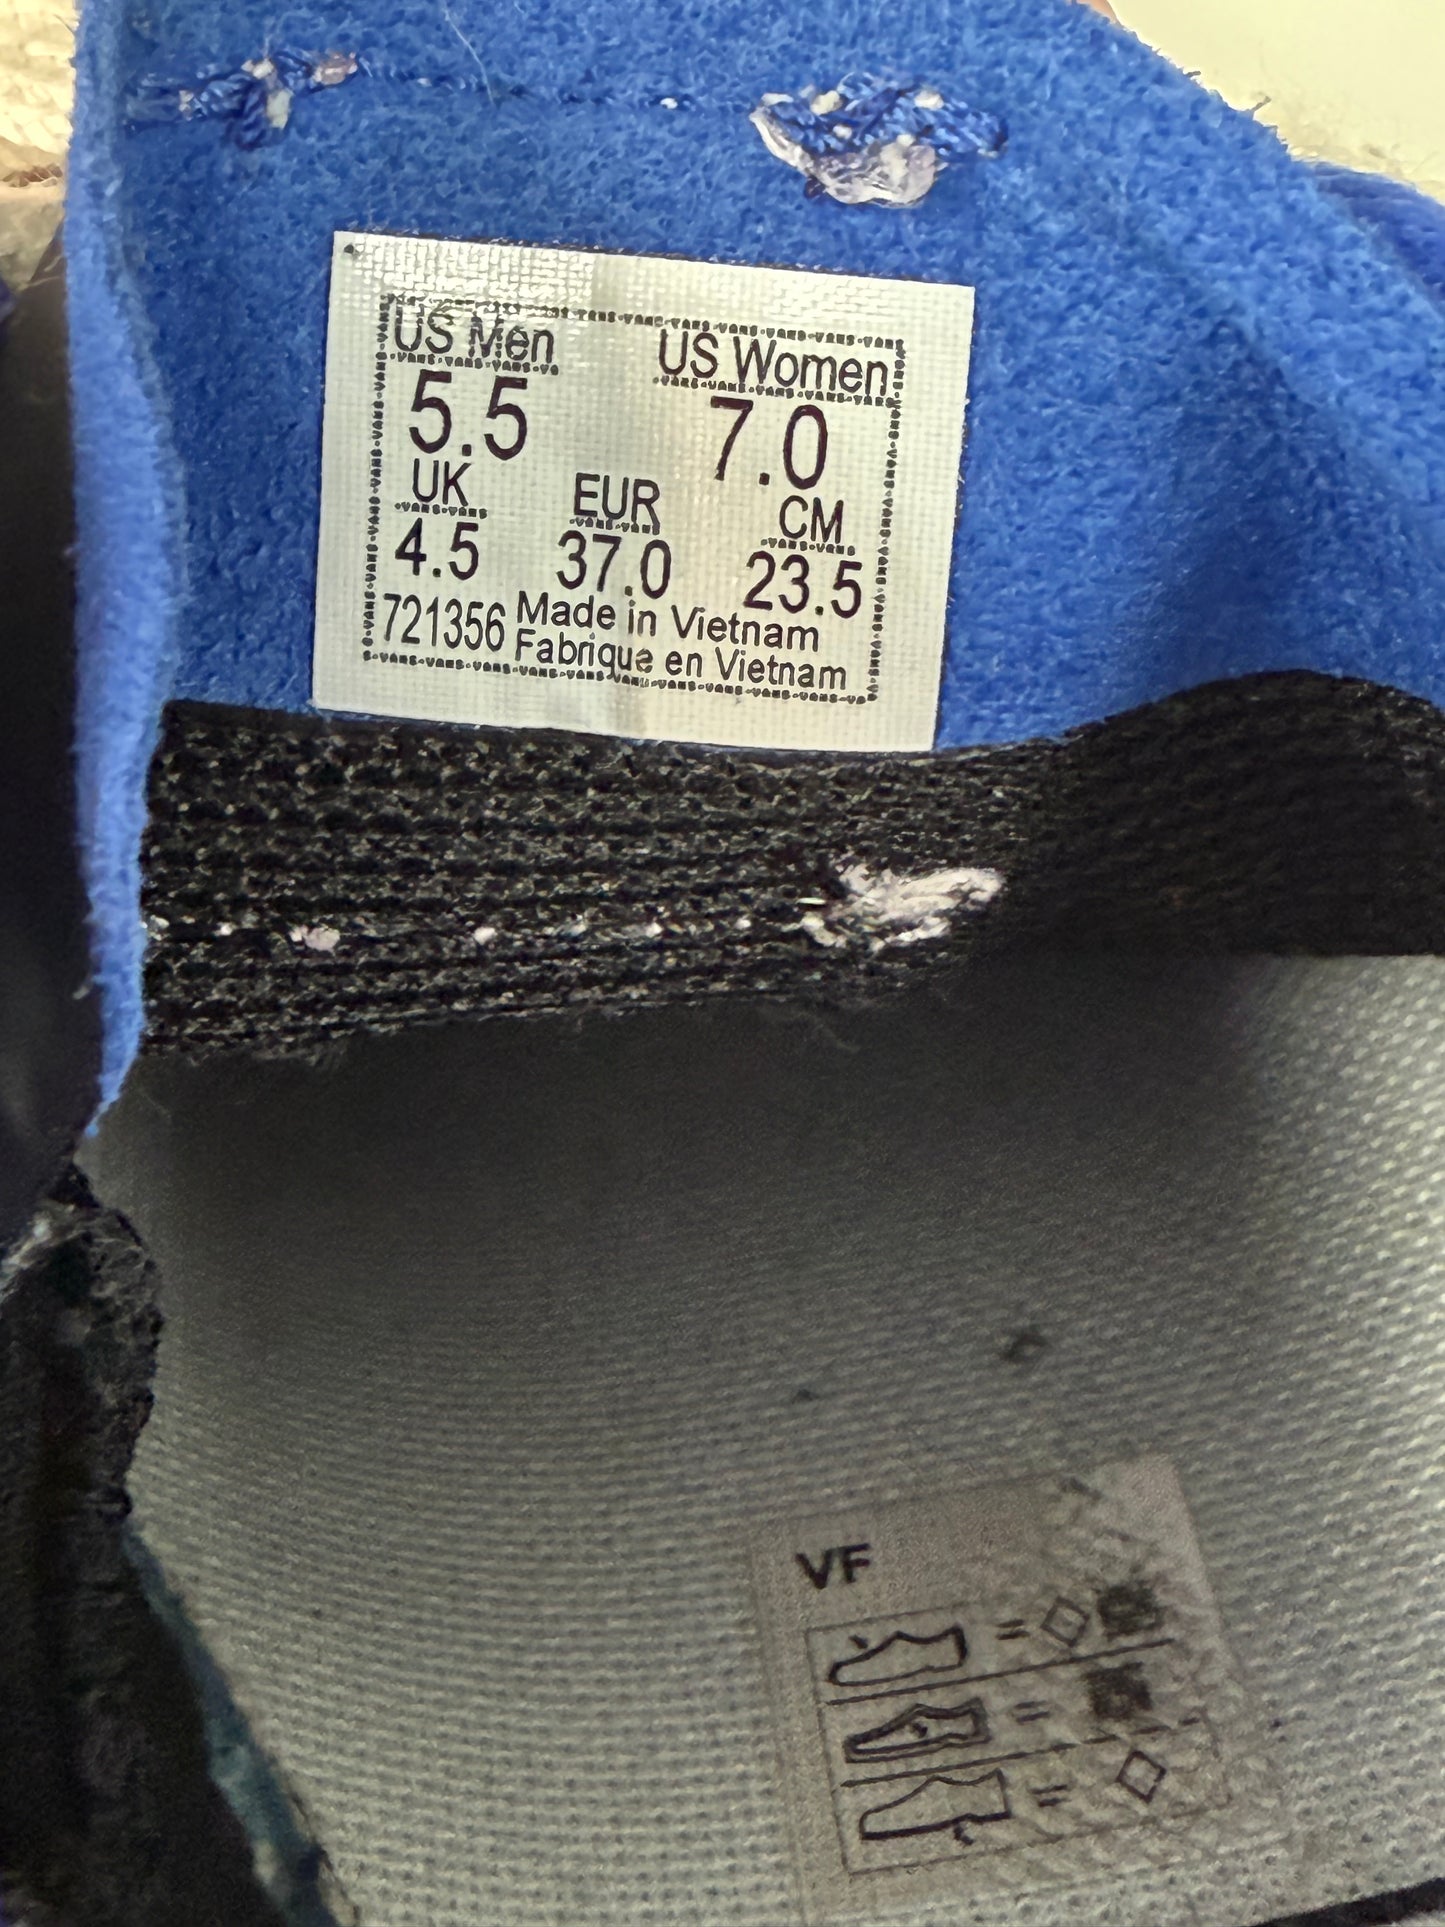 US Men US Women
5.5 7.0
UK EUR CM
4.5 37.0 23.5
721356 Made in Vietnam
Fabriqué en Vietnam
VF
=
=
=